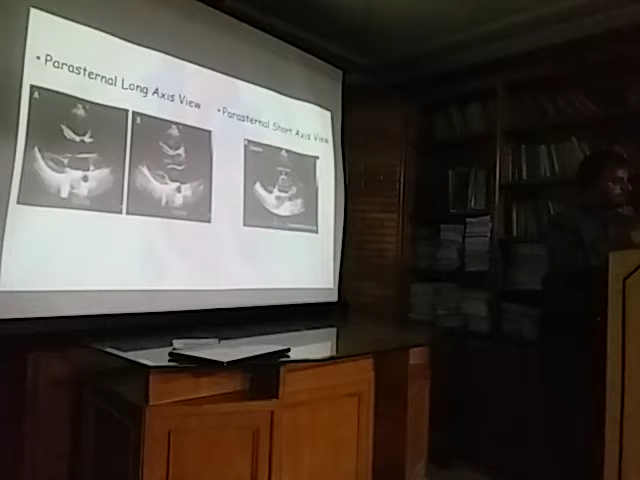 • Parasternal Long Axis View
• Parasternal Short Axis View
A
B